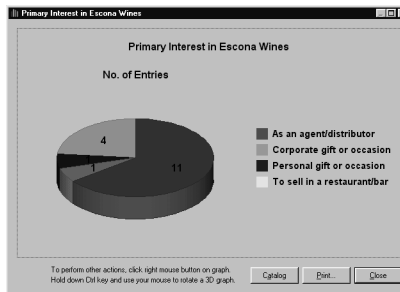 Primary Interest in Escona Wines
Primary Interest in Escona Wines
No. of Entries
4
1
1
11
As an agent/distributor
Corporate gift or occasion
Personal gift or occasion
To sell in a restaurant/bar
To perform other actions, click right mouse button on graph.
Hold down Ctrl key and use your mouse to rotate a 3D graph.
Catalog
Print...
Close